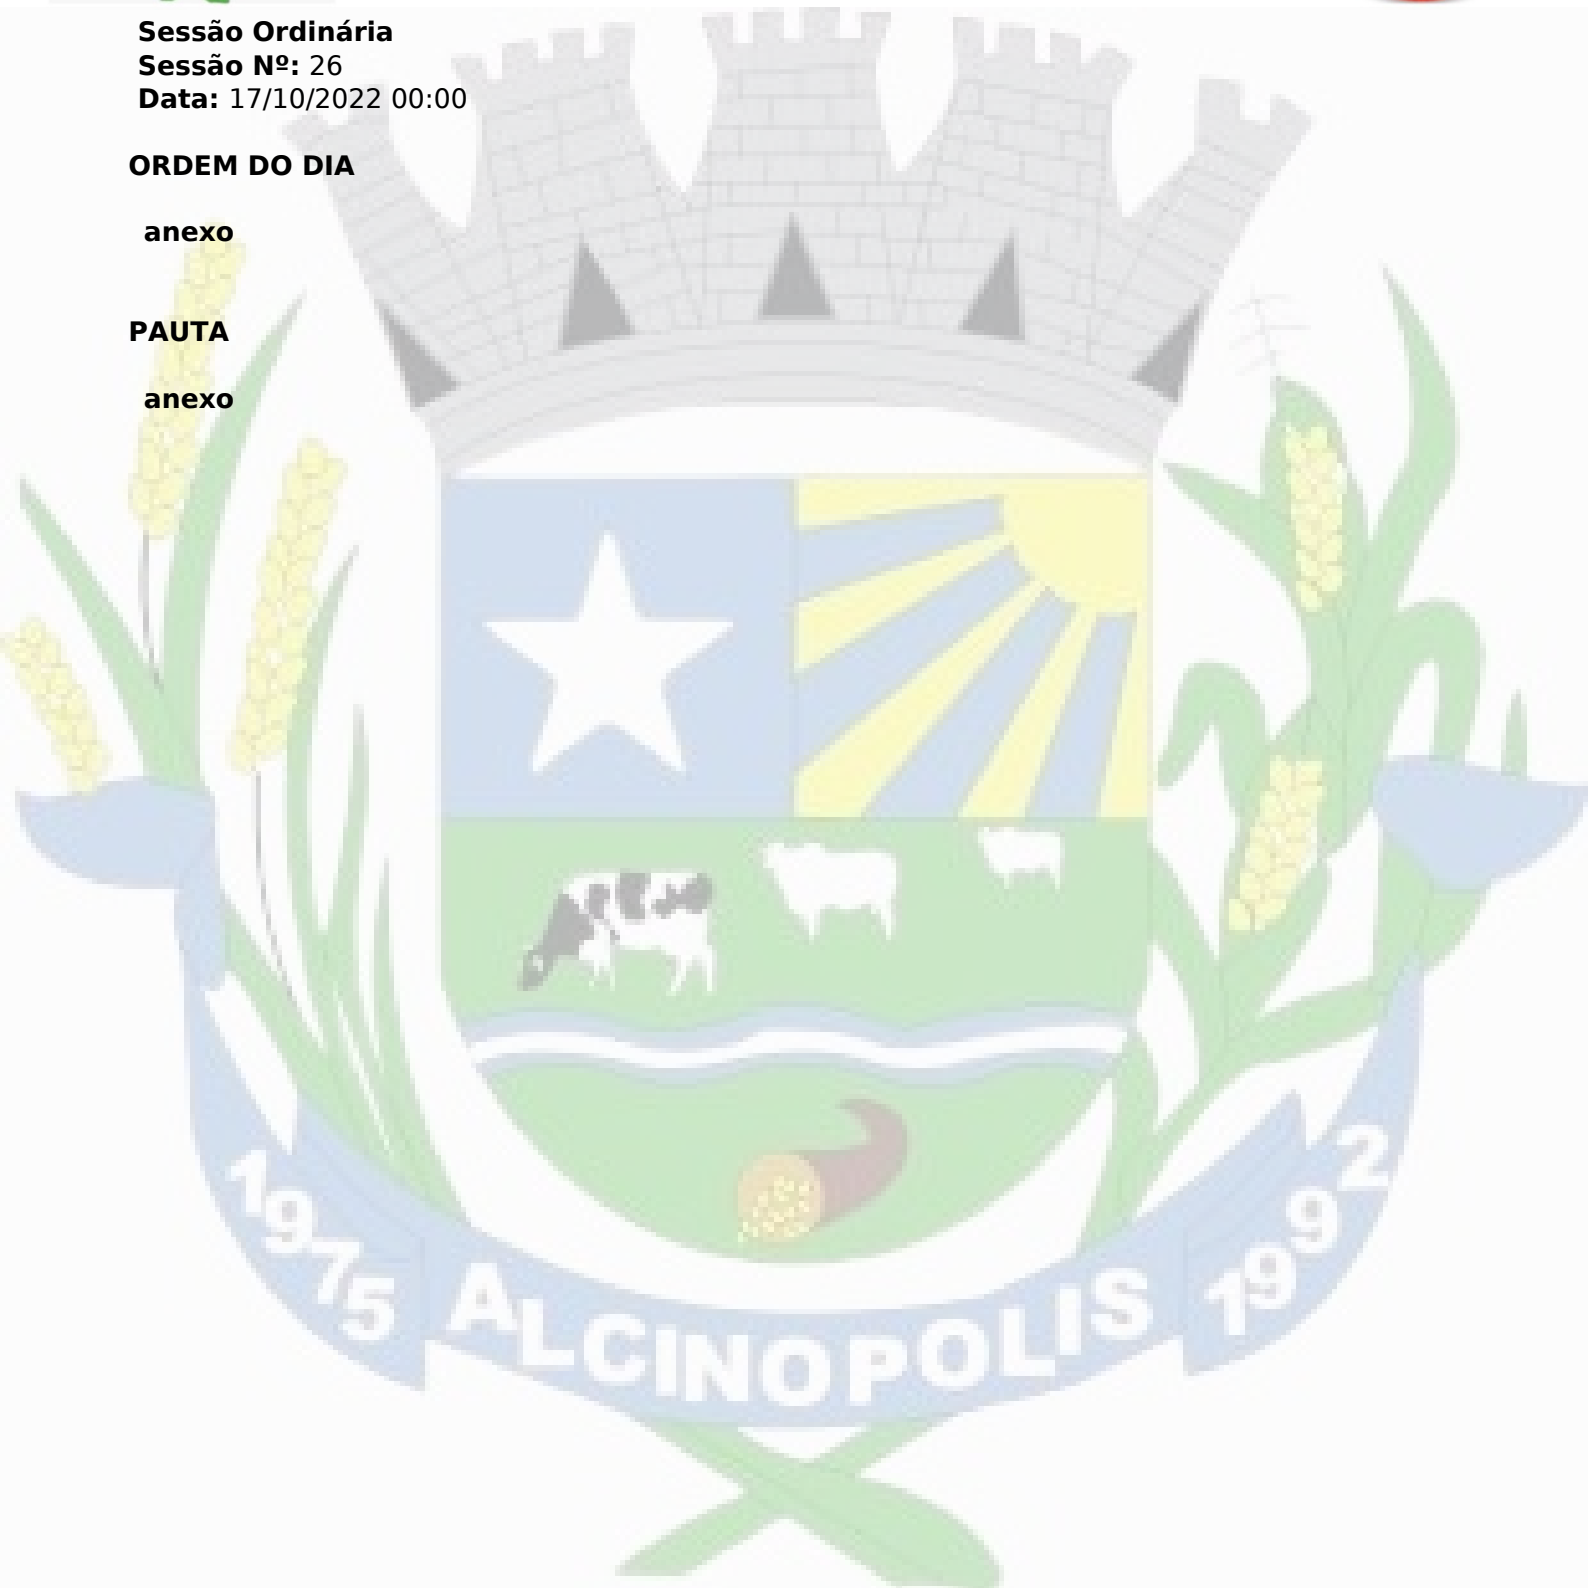 Sessão Ordinária
Sessão Nº: 26
Data: 17/10/2022 00:00
ORDEM DO DIA
anexo
PAUTA
anexo
1975 ALCINOPOLIS 1992